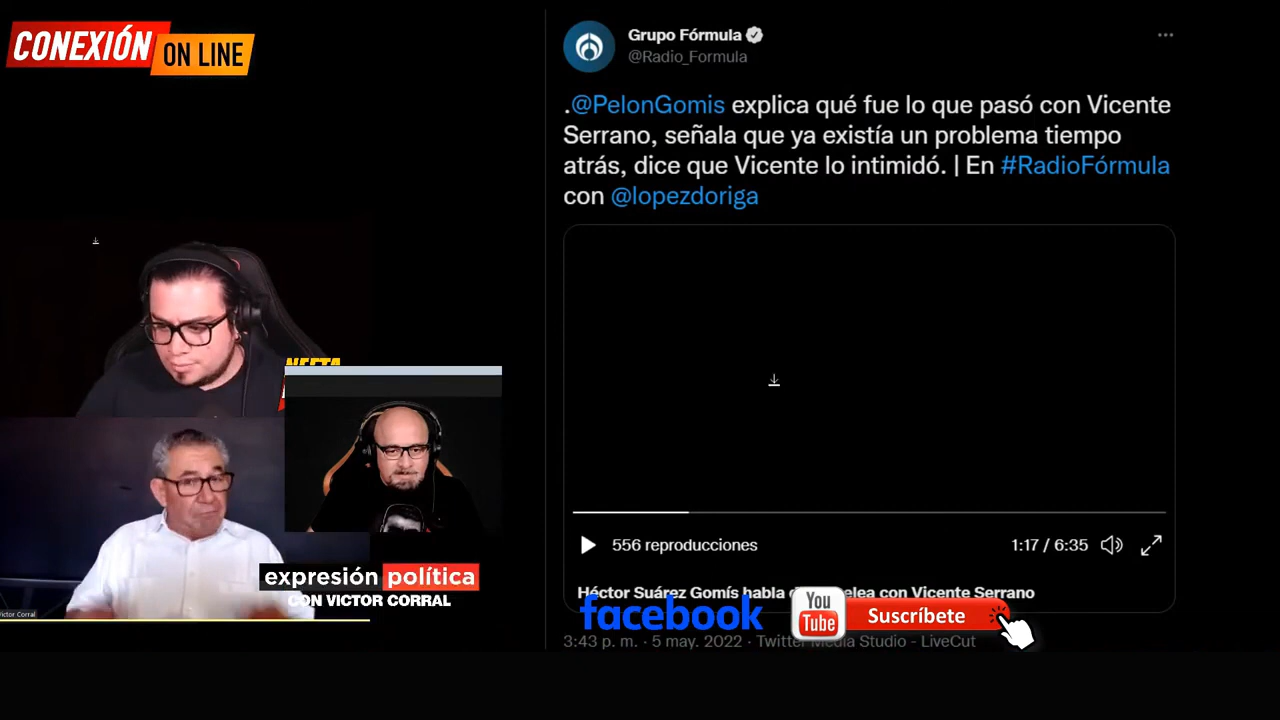 CONEXIÓN
ON LINE
Grupo Fórmula
@Radio_Formula
.@PelonGomis explica qué fue lo que pasó con Vicente
Serrano, señala que ya existía un problema tiempo
atrás, dice que Vicente lo intimidó. | En #RadioFórmula
con @lopezdoriga
556 reproducciones
1:17 / 6:35
Héctor Suárez Gomís habla con Vicente Serrano
3:43 p. m. · 5 may. 2022 · Twitter Media Studio - LiveCut
facebook
You
Tube
Suscríbete
expresión política
CON VICTOR CORRAL
Victor Corral